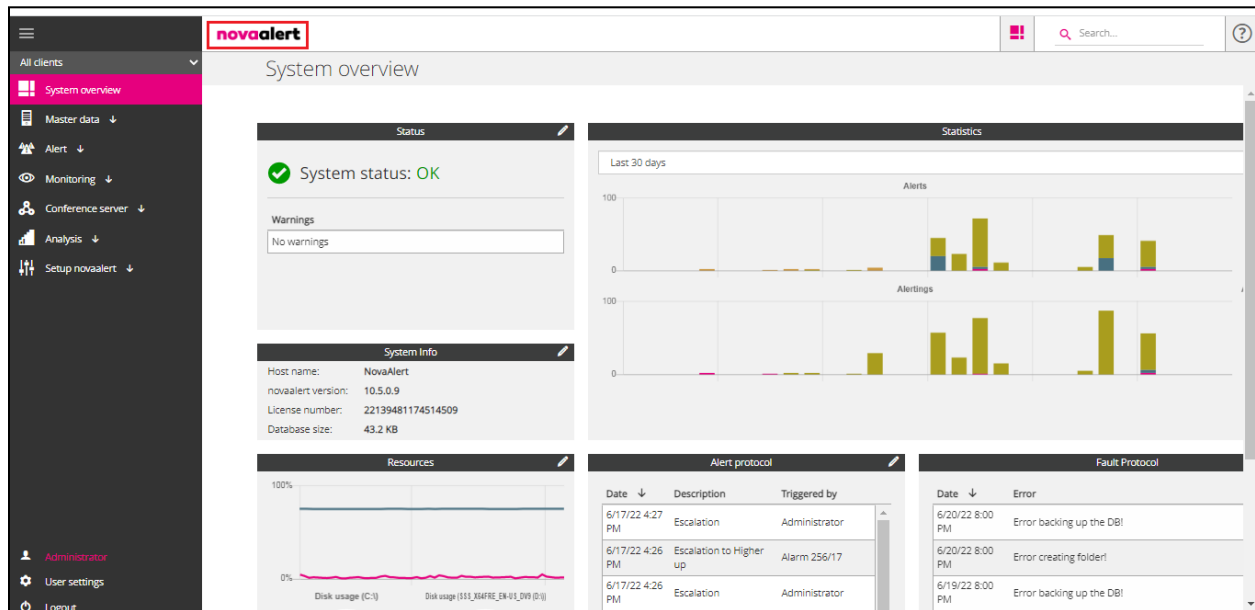 novaalert
Search...
?
All clients
System overview
Master data
Alert
Monitoring
Conference server
Analysis
Setup novaalert
Administrator
User settings
Logout
System overview
Status
System status: OK
Warnings
No warnings
Statistics
Last 30 days
Alerts
100
0
Alertings
100
0
System Info
Host name: NovaAlert
novaalert version: 10.5.0.9
License number: 22139481174514509
Database size: 43.2 KB
Resources
100%
0%
Disk usage (C:\)
Disk usage (SSS_X64FRE_EN-US_DV9 (D:\))
Alert protocol
Date Description Triggered by
6/17/22 4:27 PM Escalation Administrator
6/17/22 4:26 PM Escalation to Higher up Alarm 256/17
6/17/22 4:26 PM Escalation Administrator
Fault Protocol
Date Error
6/20/22 8:00 PM Error backing up the DB!
6/20/22 8:00 PM Error creating folder!
6/19/22 8:00 PM Error backing up the DB!